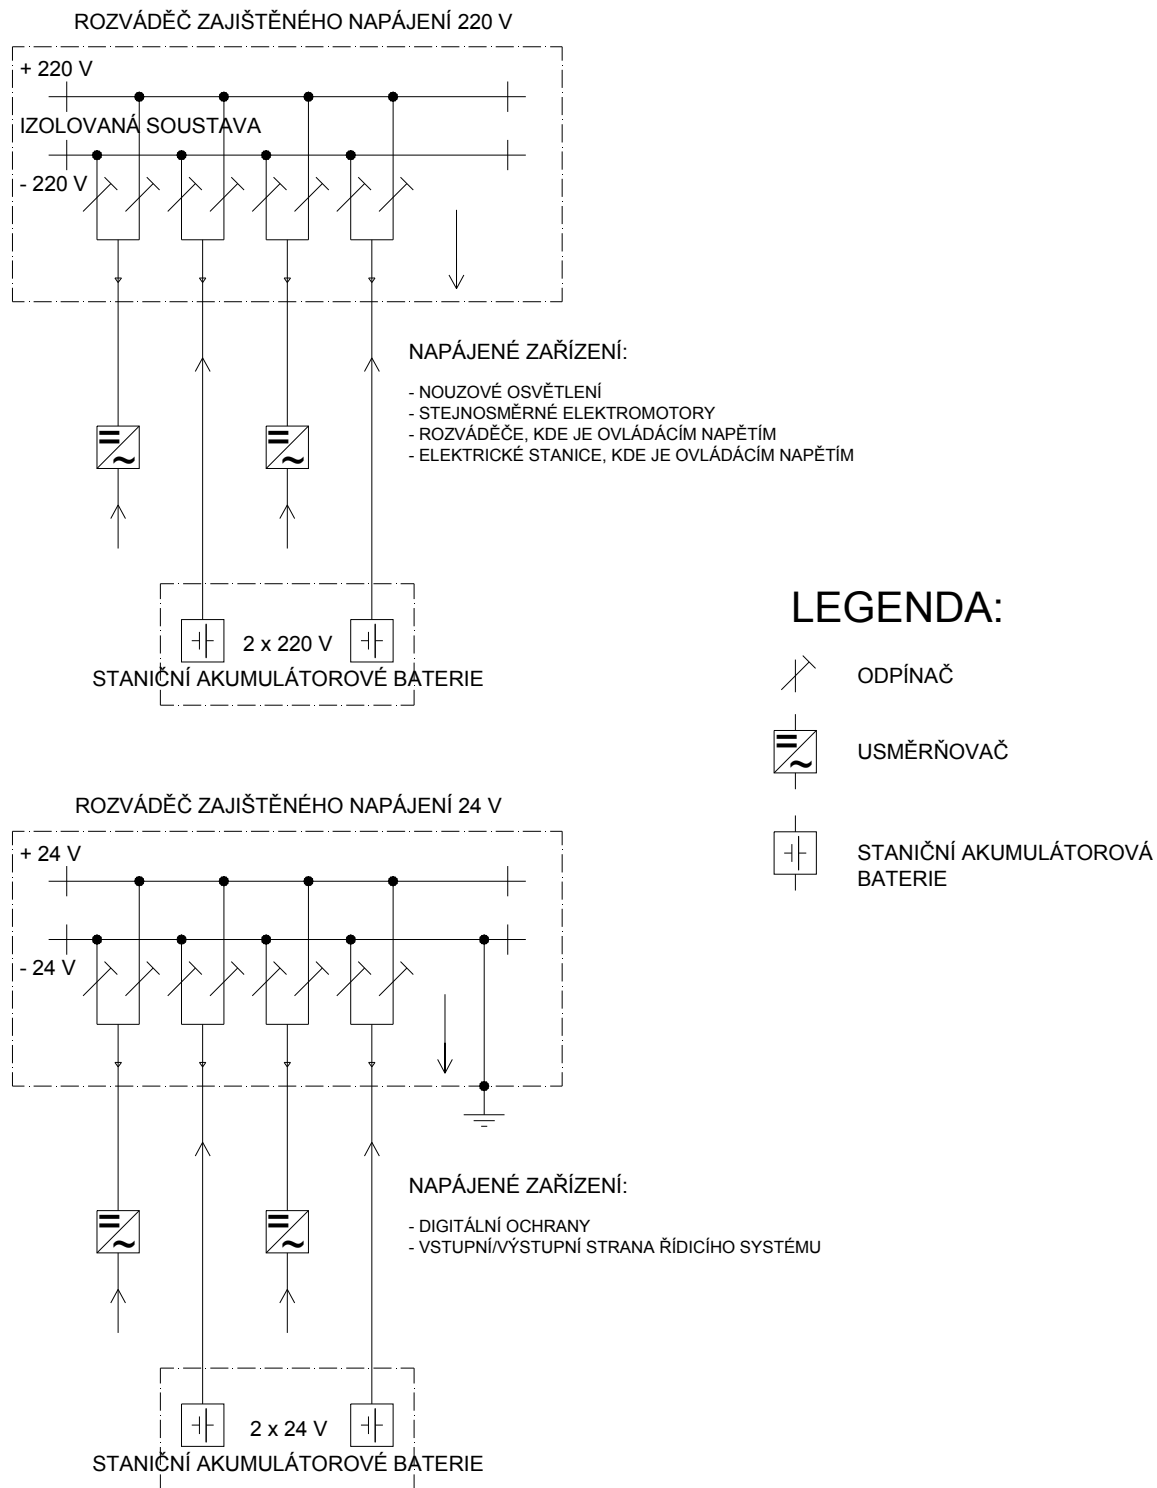 ROZVÁDĚČ ZAJIŠTĚNÉHO NAPÁJENÍ 220 V
+ 220 V
IZOLOVANÁ SOUSTAVA
- 220 V
NAPÁJENÉ ZAŘÍZENÍ:
- NOUZOVÉ OSVĚTLENÍ
- STEJNOSMĚRNÉ ELEKTROMOTORY
- ROZVÁDĚČE, KDE JE OVLÁDÁCÍM NAPĚTÍM
- ELEKTRICKÉ STANICE, KDE JE OVLÁDÁCÍM NAPĚTÍM
2 x 220 V
STANIČNÍ AKUMULÁTOROVÉ BATERIE
LEGENDA:
ODPÍNAČ
USMĚRŇOVAČ
STANIČNÍ AKUMULÁTOROVÁ
BATERIE
ROZVÁDĚČ ZAJIŠTĚNÉHO NAPÁJENÍ 24 V
+ 24 V
- 24 V
NAPÁJENÉ ZAŘÍZENÍ:
- DIGITÁLNÍ OCHRANY
- VSTUPNÍ/VÝSTUPNÍ STRANA ŘÍDICÍHO SYSTÉMU
2 x 24 V
STANIČNÍ AKUMULÁTOROVÉ BATERIE